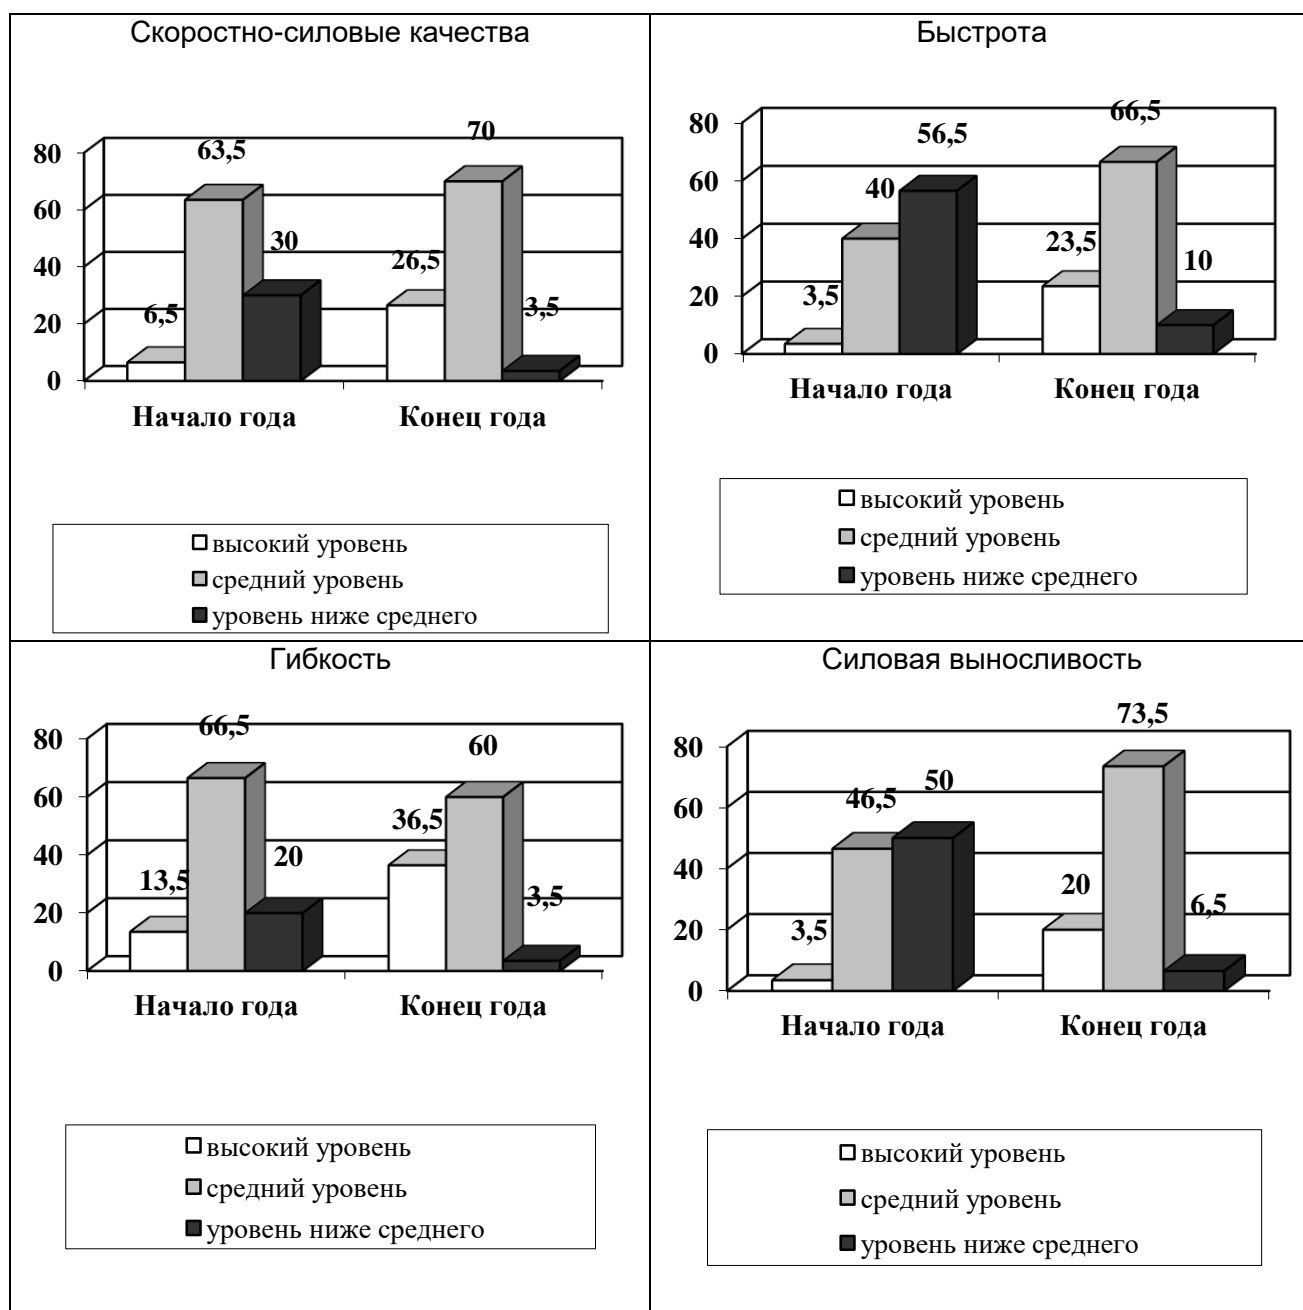 Скоростно-силовые качества
80
60
40
20
0
6,5
63,5
30
26,5
70
3,5
Начало года
Конец года
высокий уровень
средний уровень
уровень ниже среднего
Быстрота
80
60
40
20
0
3,5
40
56,5
23,5
66,5
10
Начало года
Конец года
высокий уровень
средний уровень
уровень ниже среднего
Гибкость
80
60
40
20
0
13,5
66,5
20
36,5
60
3,5
Начало года
Конец года
высокий уровень
средний уровень
уровень ниже среднего
Силовая выносливость
80
60
40
20
0
3,5
46,5
50
20
73,5
6,5
Начало года
Конец года
высокий уровень
средний уровень
уровень ниже среднего